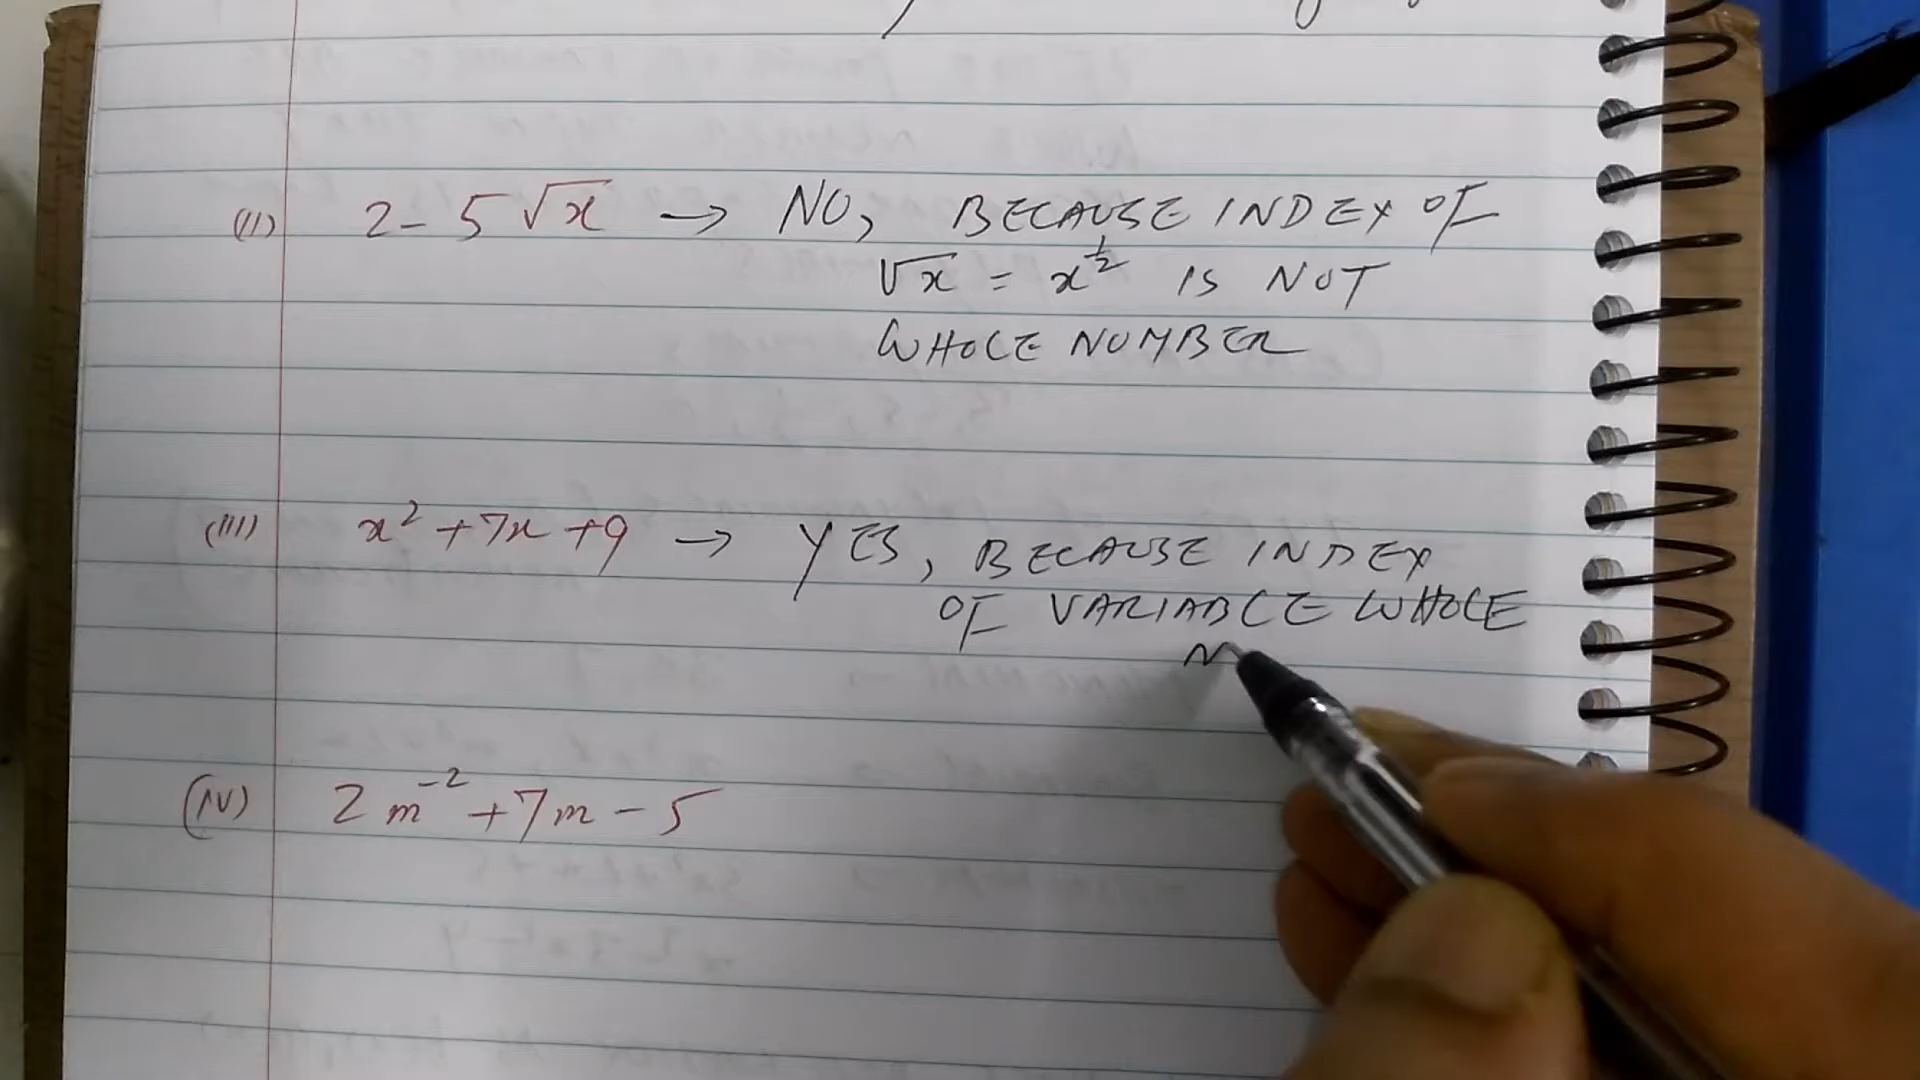 (II) 2 - 5√x → NO, BECAUSE INDEX OF
√x = x^½ IS NOT
WHOLE NUMBER
(III) x² + 7x + 9 → YES, BECAUSE INDEX
OF VARIABLE WHOLE
N
(IV) 2m⁻² + 7m - 5